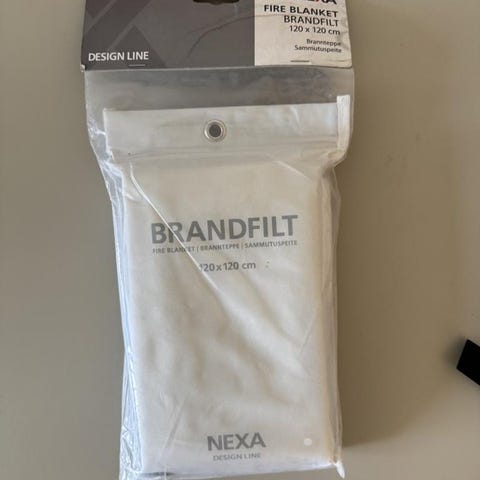 NEXA
FIRE BLANKET
BRANDFILT
120 x 120 cm
Brannteppe
Sammutuspeite
DESIGN LINE
BRANDFILT
FIRE BLANKET | BRANNTEPPE | SAMMUTUSPEITE
120 x 120 cm
NEXA
DESIGN LINE